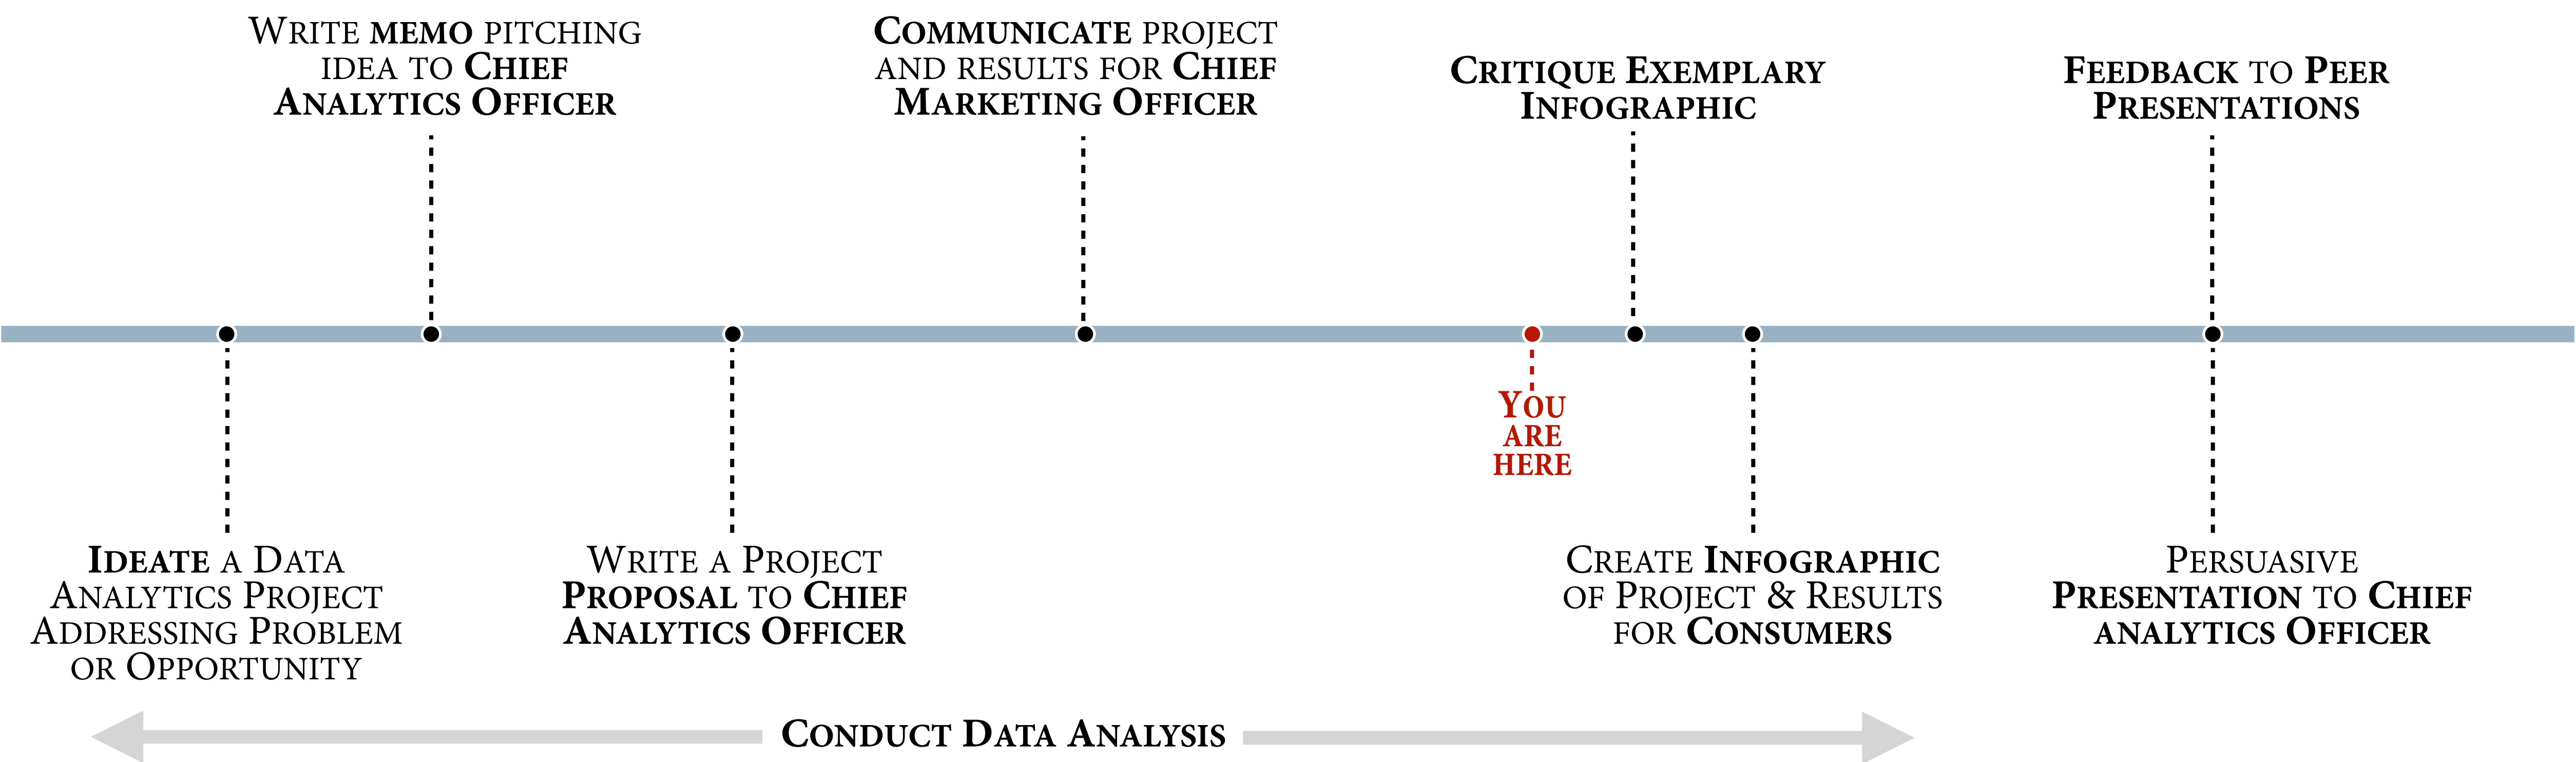 Write memo pitching
idea to Chief
Analytics Officer
Communicate project
and results for Chief
Marketing Officer
Critique Exemplary
Infographic
Feedback to Peer
Presentations
You
are
here
Ideate a Data
Analytics Project
Addressing Problem
or Opportunity
Write a Project
Proposal to Chief
Analytics Officer
Create Infographic
of Project & Results
for Consumers
Persuasive
Presentation to Chief
analytics Officer
Conduct Data Analysis